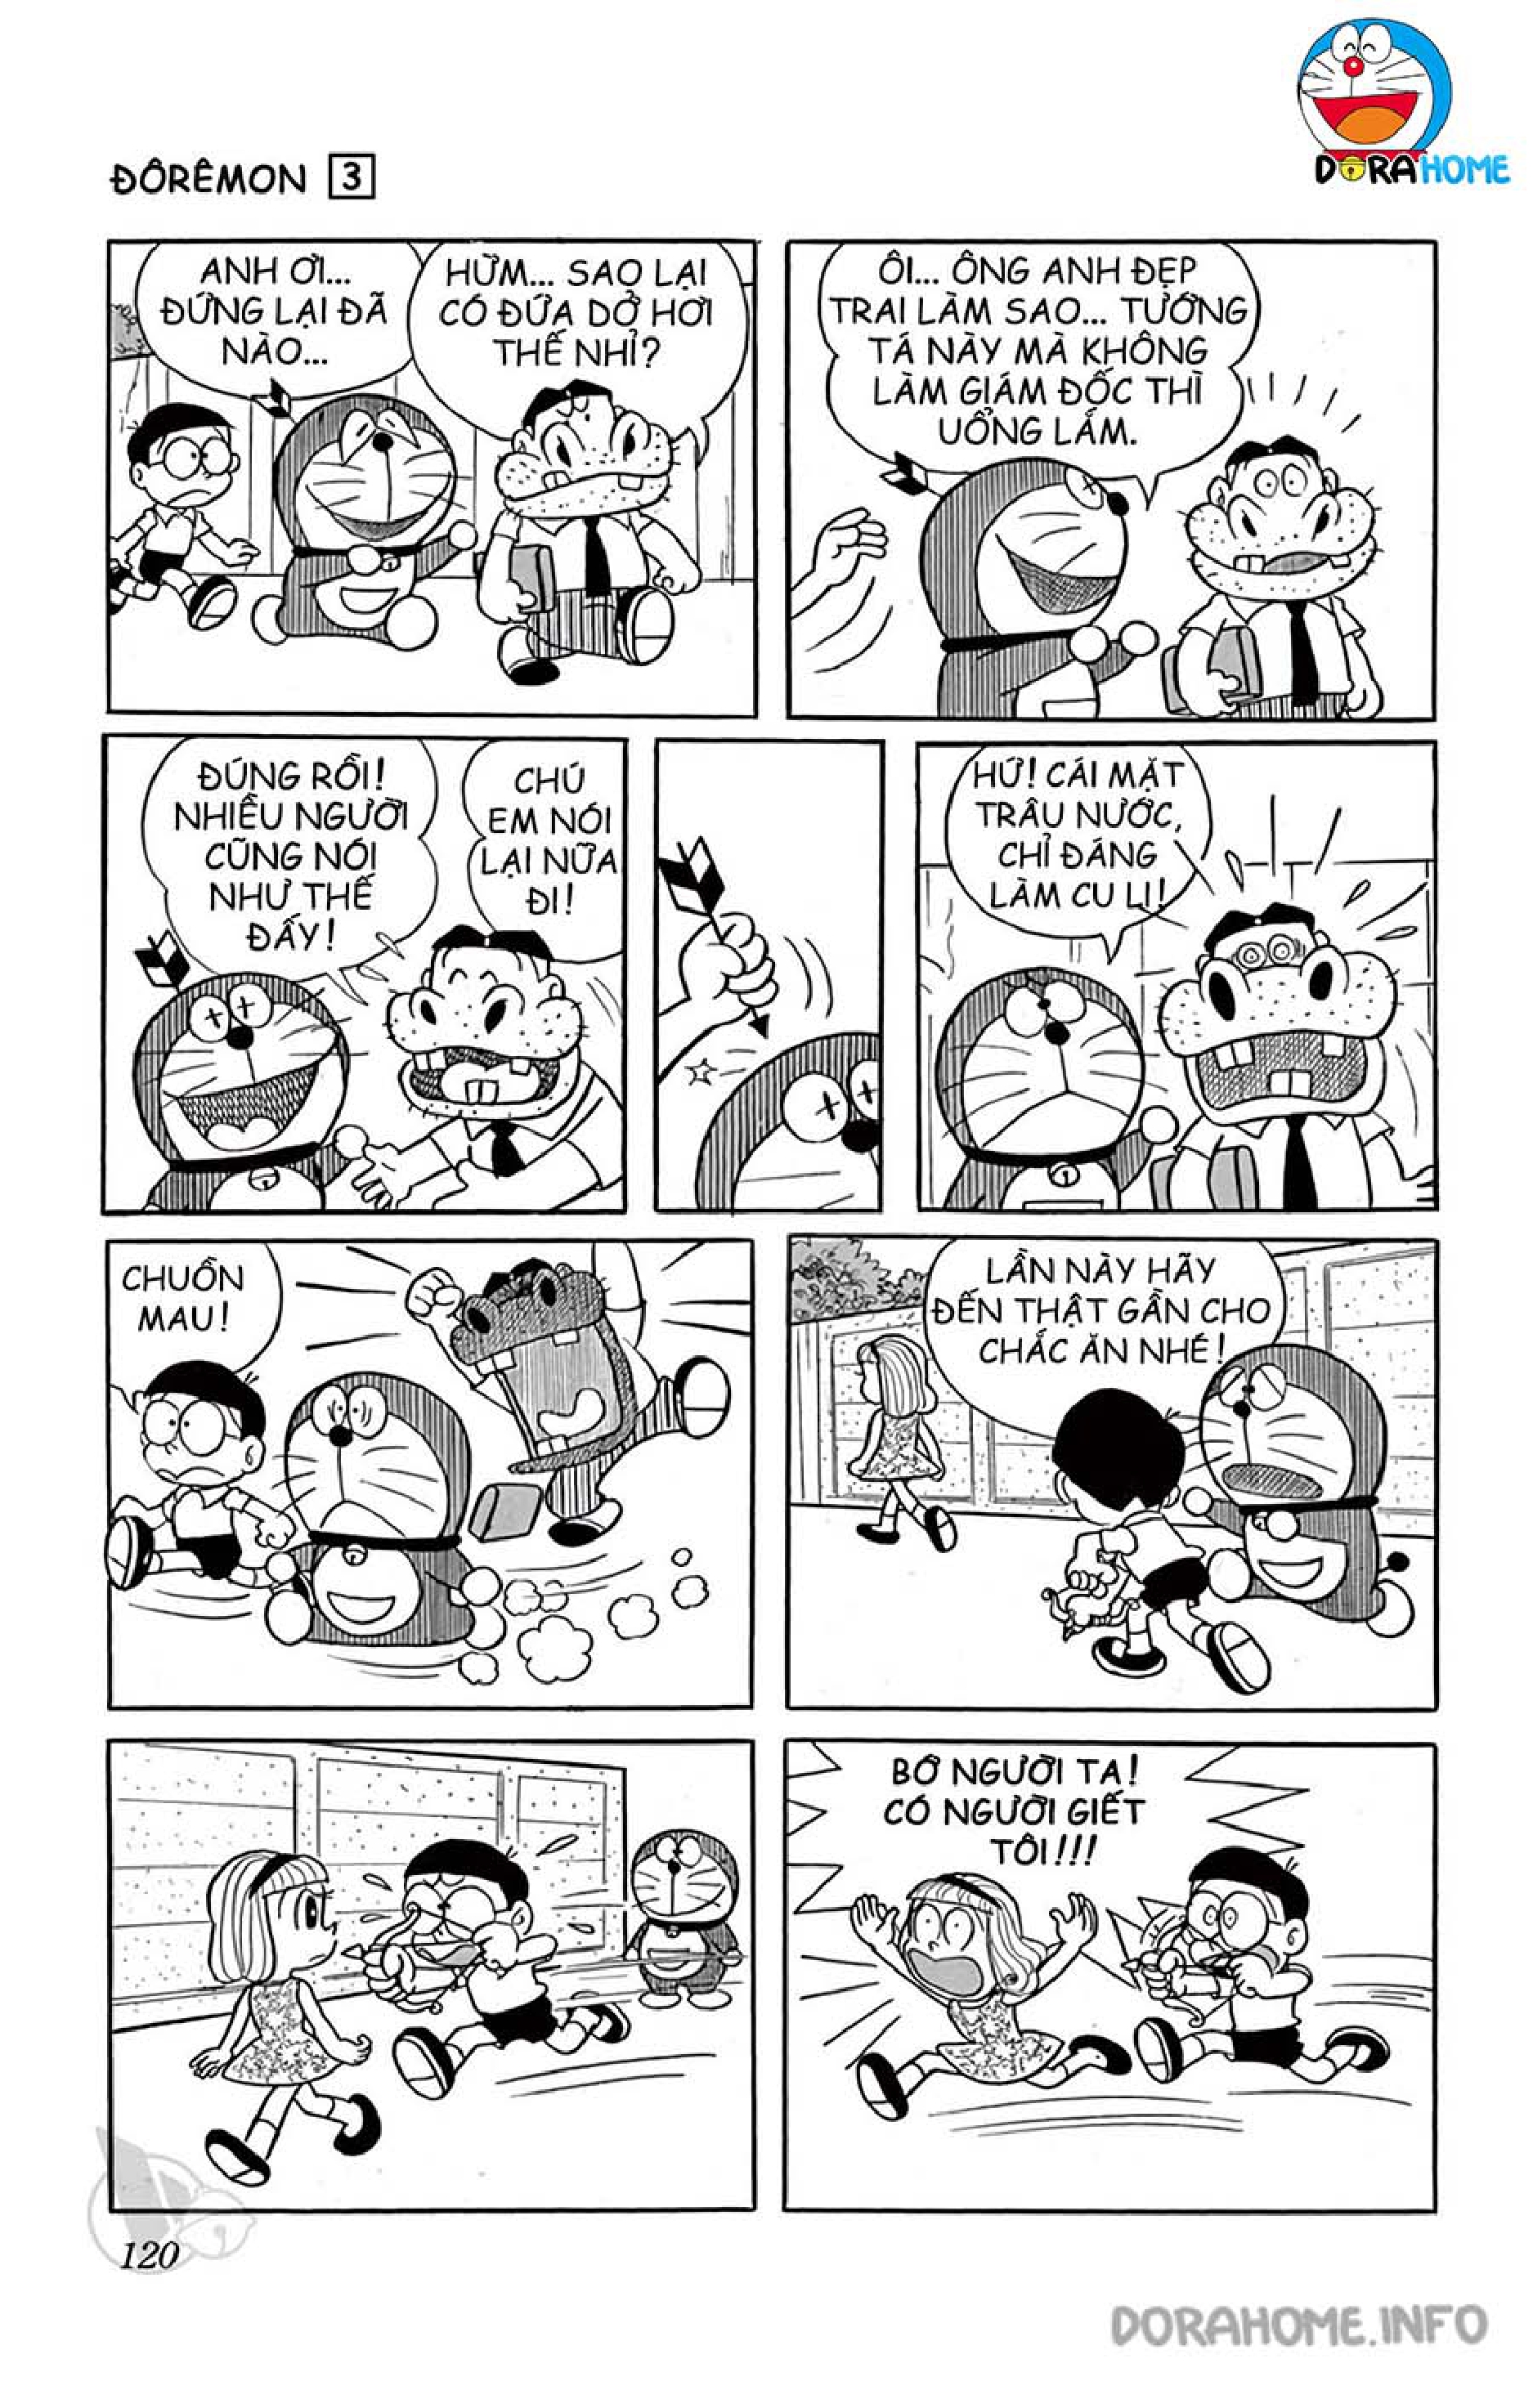 DORAHOME
ĐÔRÊMON 3
ANH ƠI...
ĐỨNG LẠI ĐÃ
NÀO...
HỪM... SAO LẠI
CÓ ĐỨA DỞ HƠI
THẾ NHỈ?
ÔI... ÔNG ANH ĐẸP
TRAI LÀM SAO... TƯỚNG
TÁ NÀY MÀ KHÔNG
LÀM GIÁM ĐỐC THÌ
UỔNG LẮM.
ĐÚNG RỒI!
NHIỀU NGƯỜI
CŨNG NÓI
NHƯ THẾ
ĐẤY!
CHÚ
EM NÓI
LẠI NỮA
ĐI!
HỨ! CÁI MẶT
TRÂU NƯỚC,
CHỈ ĐÁNG
LÀM CU LI!
CHUỒN
MAU!
LẦN NÀY HÃY
ĐẾN THẬT GẦN CHO
CHẮC ĂN NHÉ!
BỚ NGƯỜI TA!
CÓ NGƯỜI GIẾT
TÔI!!!
120
DORAHOME.INFO